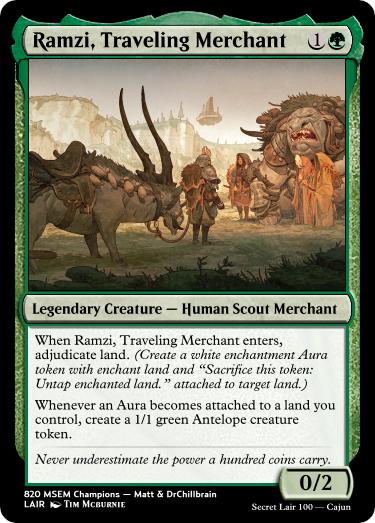 Ramzi, Traveling Merchant 1
Legendary Creature — Human Scout Merchant
When Ramzi, Traveling Merchant enters,
adjudicate land. (Create a white enchantment Aura
token with enchant land and “Sacrifice this token:
Untap enchanted land.” attached to target land.)
Whenever an Aura becomes attached to a land you
control, create a 1/1 green Antelope creature
token.
Never underestimate the power a hundred coins carry.
0/2
820 MSEM Champions — Matt & DrChillbrain
LAIR Tim McBurnie
Secret Lair 100 — Cajun